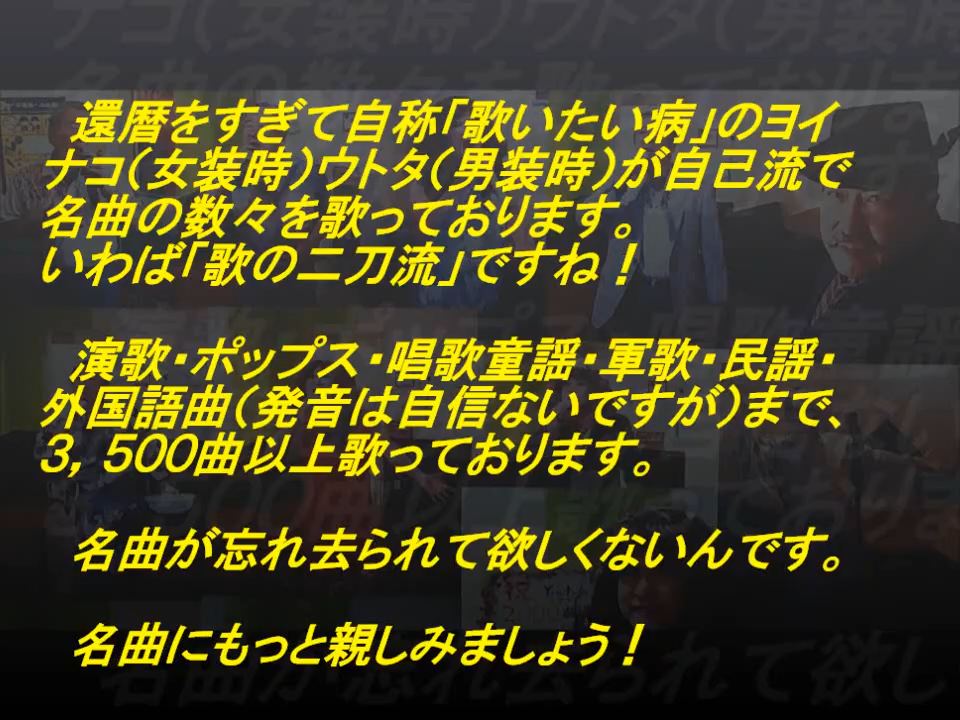 還暦をすぎて自称「歌いたい病」のヨイ
ナコ（女装時）ウトタ（男装時）が自己流で
名曲の数々を歌っております。
いわば「歌の二刀流」ですね！
演歌・ポップス・唱歌童謡・軍歌・民謡・
外国語曲（発音は自信ないですが）まで、
３，５００曲以上歌っております。
名曲が忘れ去られて欲しくないんです。
名曲にもっと親しみましょう！